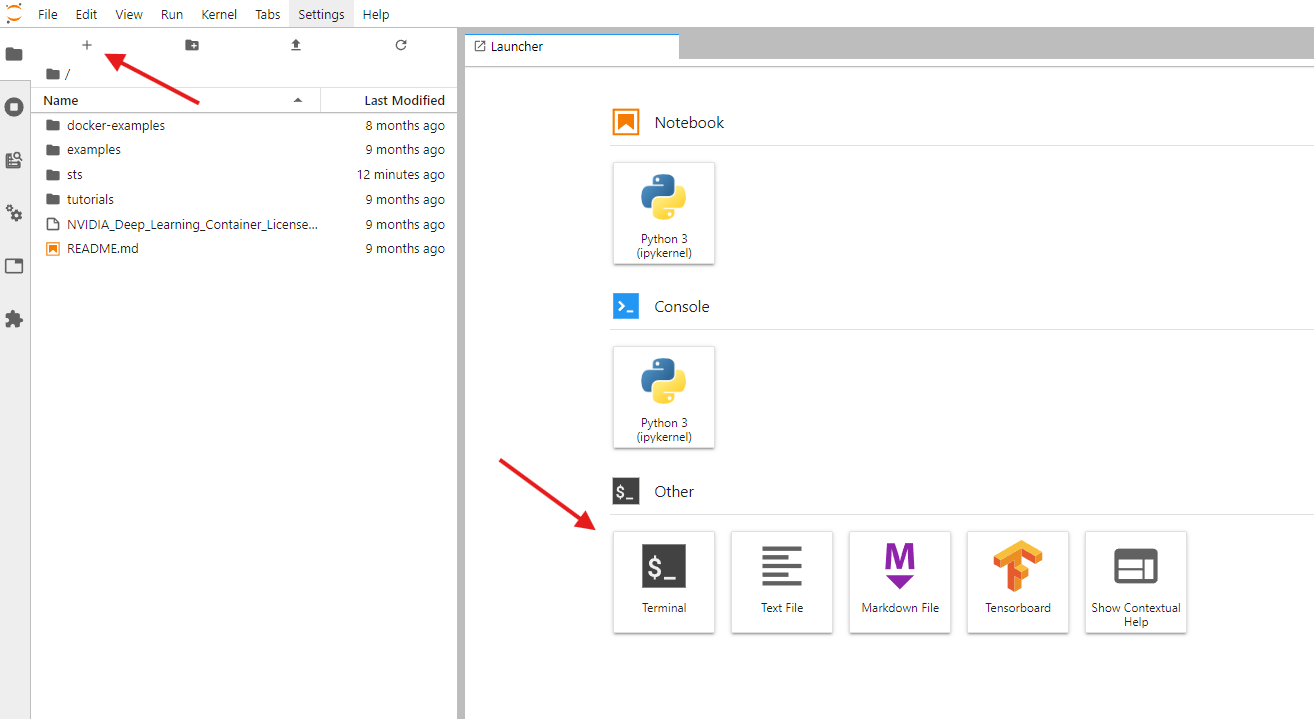 File Edit View Run Kernel Tabs Settings Help
/
Name Last Modified
docker-examples 8 months ago
examples 9 months ago
sts 12 minutes ago
tutorials 9 months ago
NVIDIA_Deep_Learning_Container_License... 9 months ago
README.md 9 months ago
Launcher
Notebook
Python 3
(ipykernel)
Console
Python 3
(ipykernel)
$_ Other
$_
M
Terminal Text File Markdown File Tensorboard Show Contextual
Help